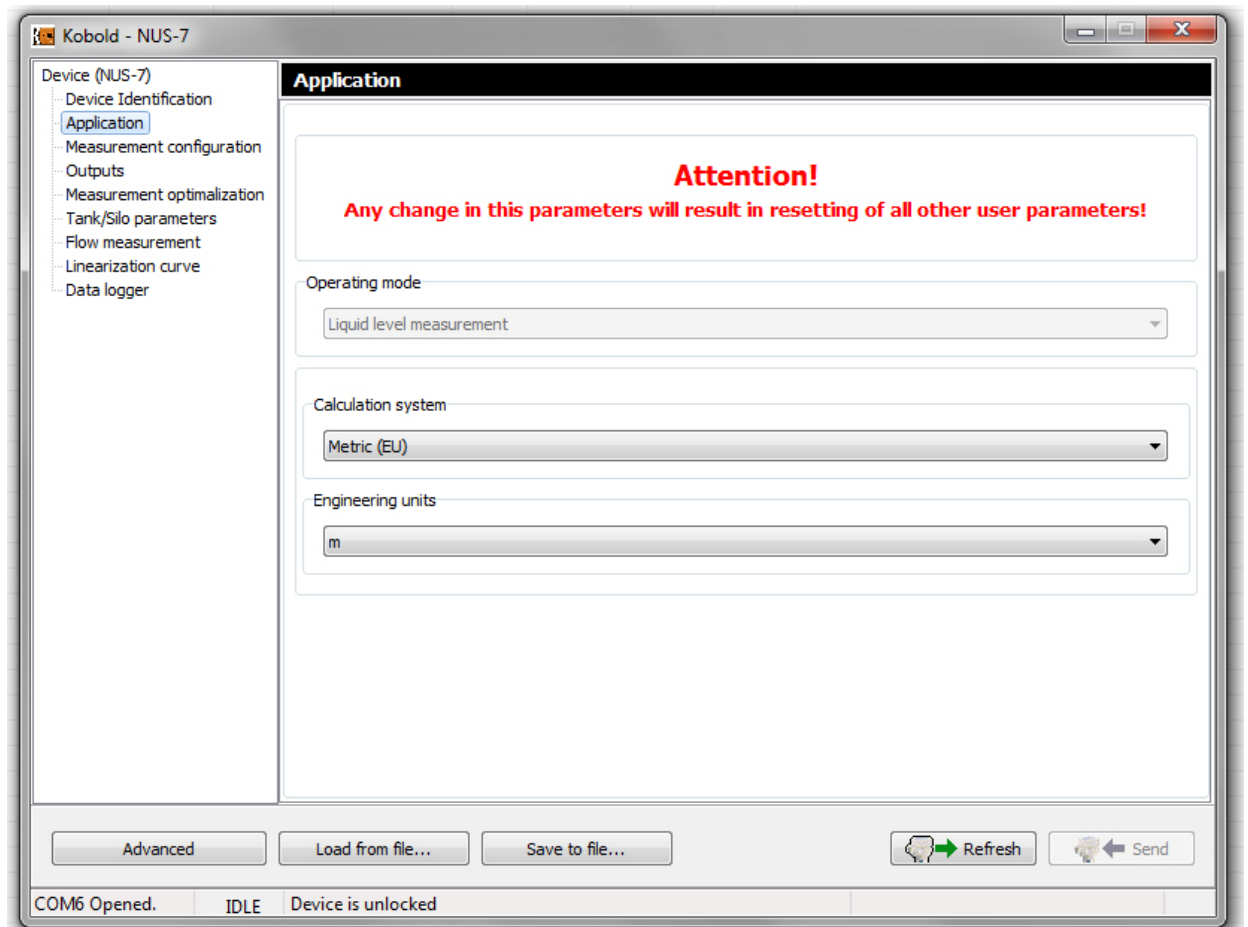 Kobold - NUS-7
Device (NUS-7)
Device Identification
Application
Measurement configuration
Outputs
Measurement optimalization
Tank/Silo parameters
Flow measurement
Linearization curve
Data logger
Application
Attention!
Any change in this parameters will result in resetting of all other user parameters!
Operating mode
Liquid level measurement
Calculation system
Metric (EU)
Engineering units
m
Advanced
Load from file...
Save to file...
Refresh
Send
COM6 Opened.
IDLE
Device is unlocked